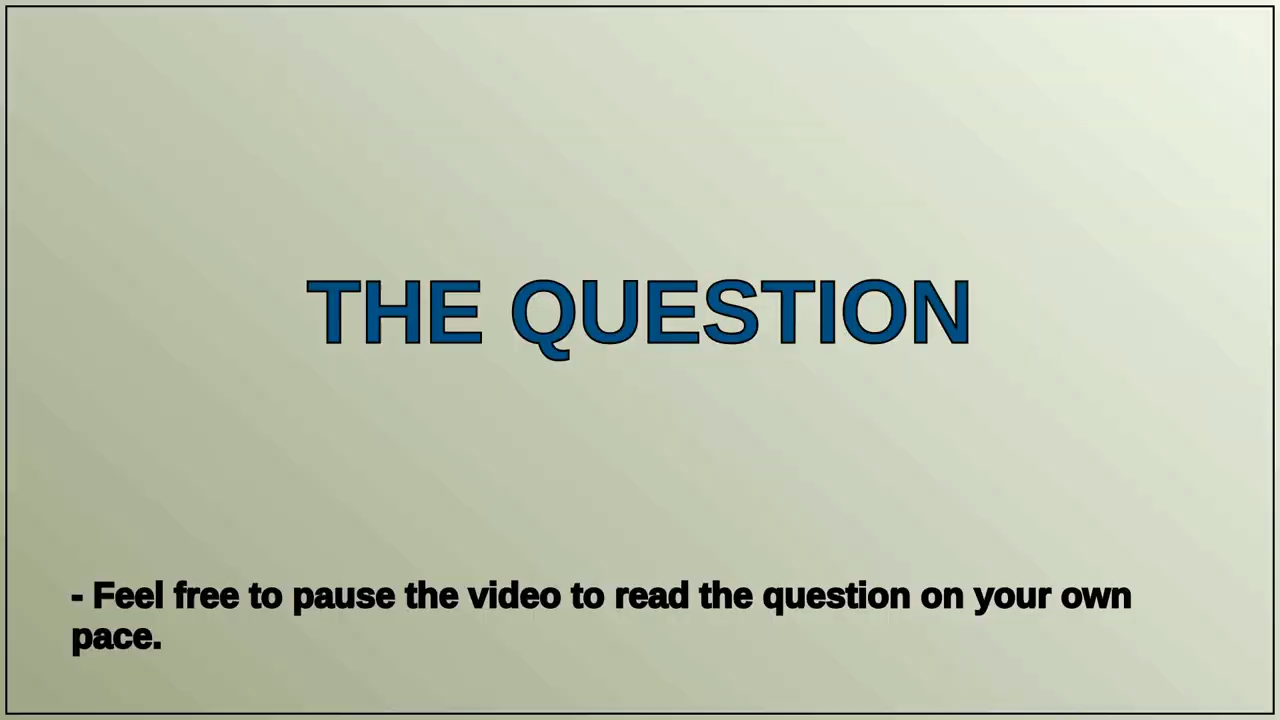 THE QUESTION
- Feel free to pause the video to read the question on your own
pace.